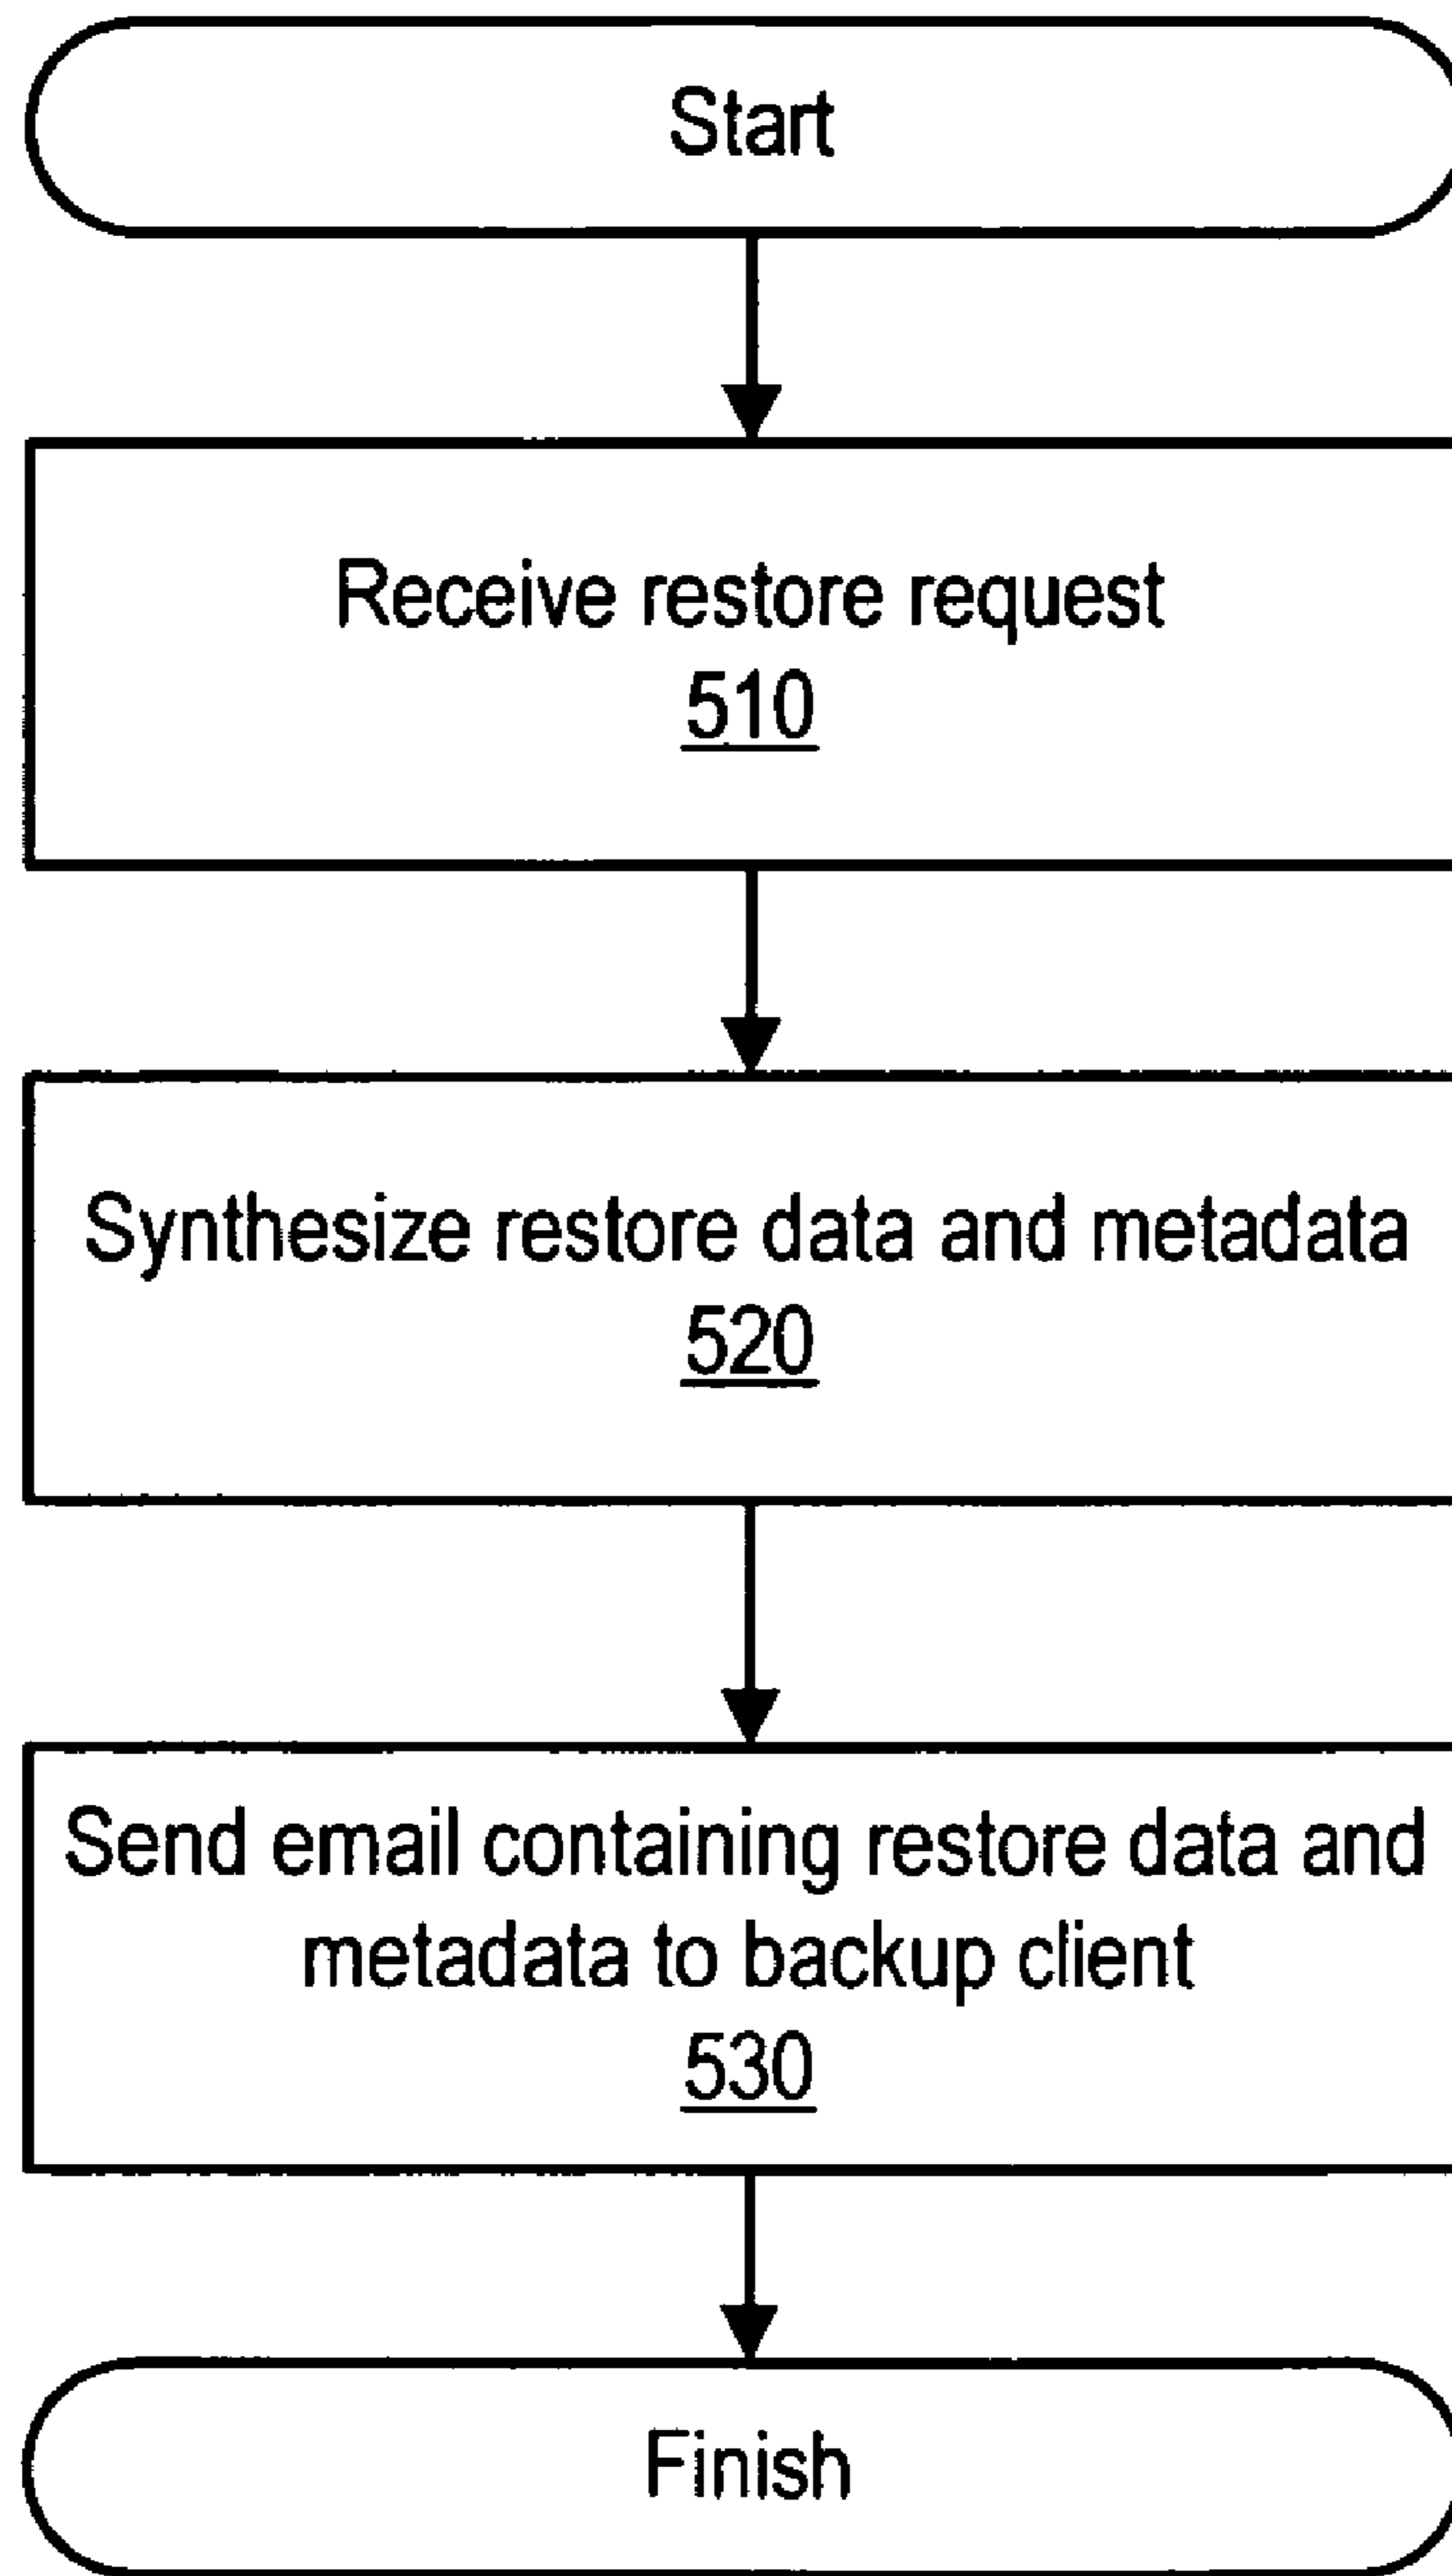 Start
Receive restore request
510
Synthesize restore data and metadata
520
Send email containing restore data and
metadata to backup client
530
Finish